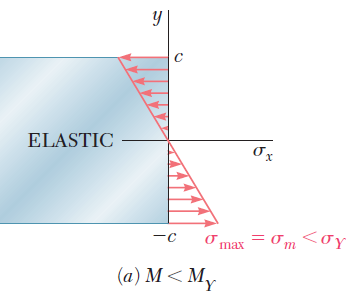 y
c
ELASTIC
σx
−c
σmax = σm < σY
(a) M < MY